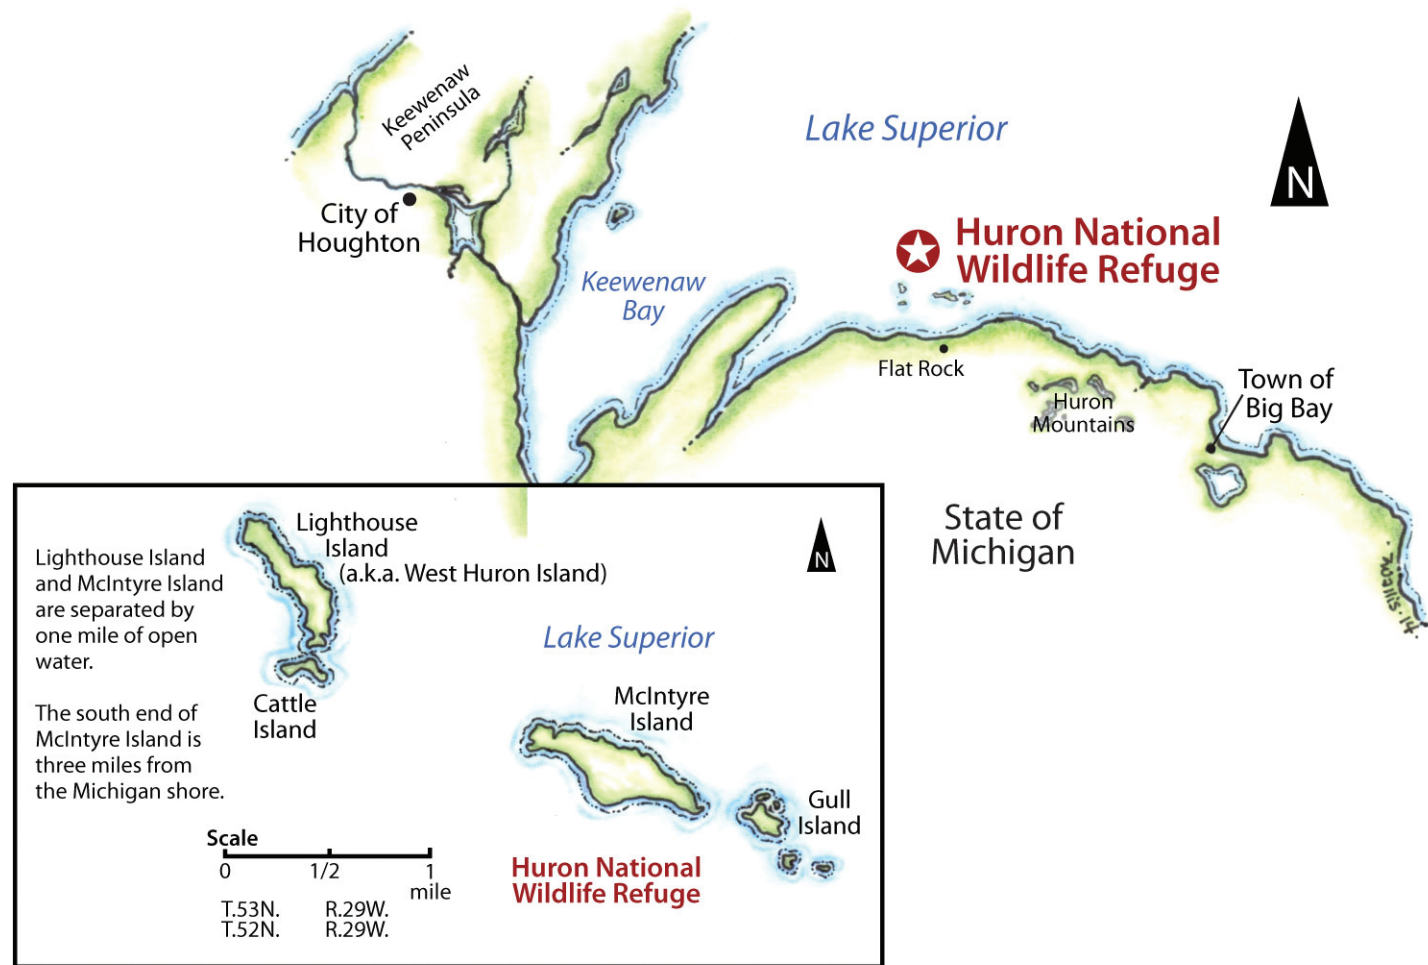 Keewenaw
Peninsula
City of
Houghton
Lake Superior
N
Huron National
Wildlife Refuge
Keewenaw
Bay
Flat Rock
Huron
Mountains
Town of
Big Bay
State of
Michigan
Lighthouse Island
and McIntyre Island
are separated by
one mile of open
water.
The south end of
McIntyre Island is
three miles from
the Michigan shore.
Lighthouse
Island
(a.k.a. West Huron Island)
N
Lake Superior
Cattle
Island
McIntyre
Island
Gull
Island
Scale
0 1/2 1
mile
T.53N. R.29W.
T.52N. R.29W.
Huron National
Wildlife Refuge